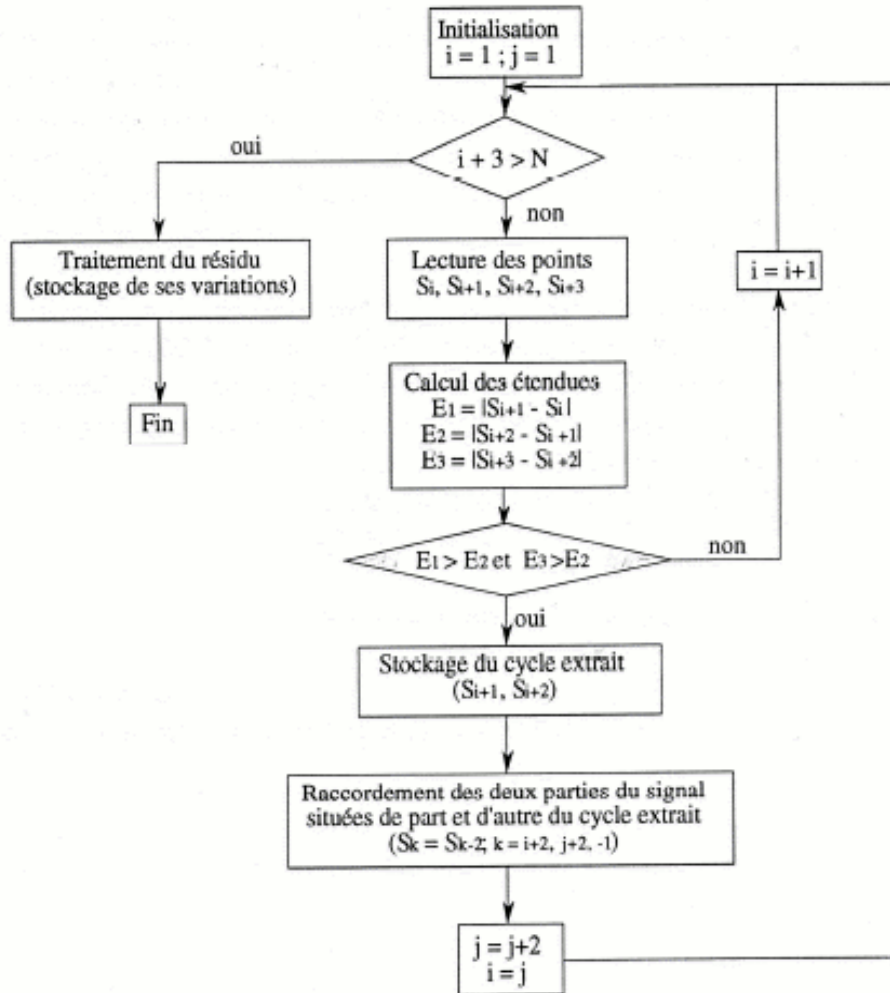 Initialisation
i = 1 ; j = 1
i + 3 > N
oui
non
Traitement du résidu
(stockage de ses variations)
Fin
Lecture des points
Si, Si+1, Si+2, Si+3
i = i+1
Calcul des étendues
E1 = |Si+1 - Si|
E2 = |Si+2 - Si+1|
E3 = |Si+3 - Si+2|
E1 > E2 et E3 >E2
non
oui
Stockage du cycle extrait
(Si+1, Si+2)
Raccordement des deux parties du signal
situées de part et d'autre du cycle extrait
(Sk = Sk-2; k = i+2, j+2, -1)
j = j+2
i = j